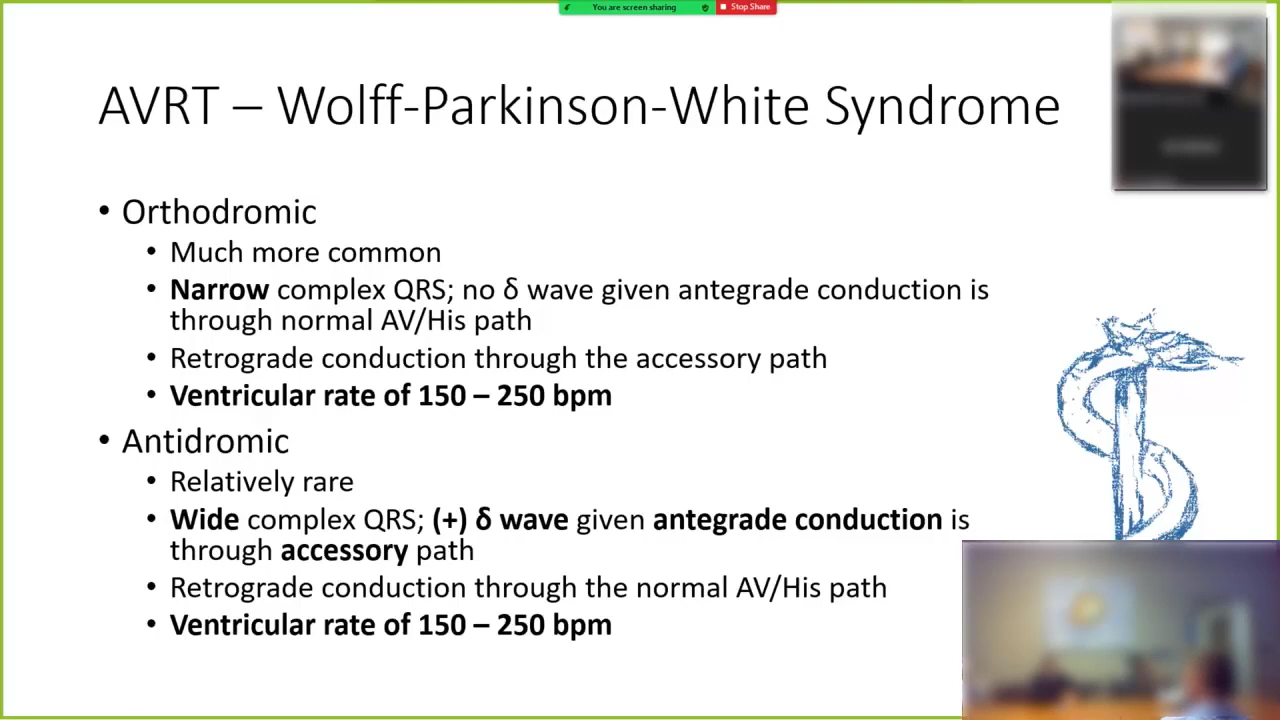 You are screen sharing
Stop Share
AVRT – Wolff-Parkinson-White Syndrome
• Orthodromic
• Much more common
• Narrow complex QRS; no δ wave given antegrade conduction is
through normal AV/His path
• Retrograde conduction through the accessory path
• Ventricular rate of 150 – 250 bpm
• Antidromic
• Relatively rare
• Wide complex QRS; (+) δ wave given antegrade conduction is
through accessory path
• Retrograde conduction through the normal AV/His path
• Ventricular rate of 150 – 250 bpm